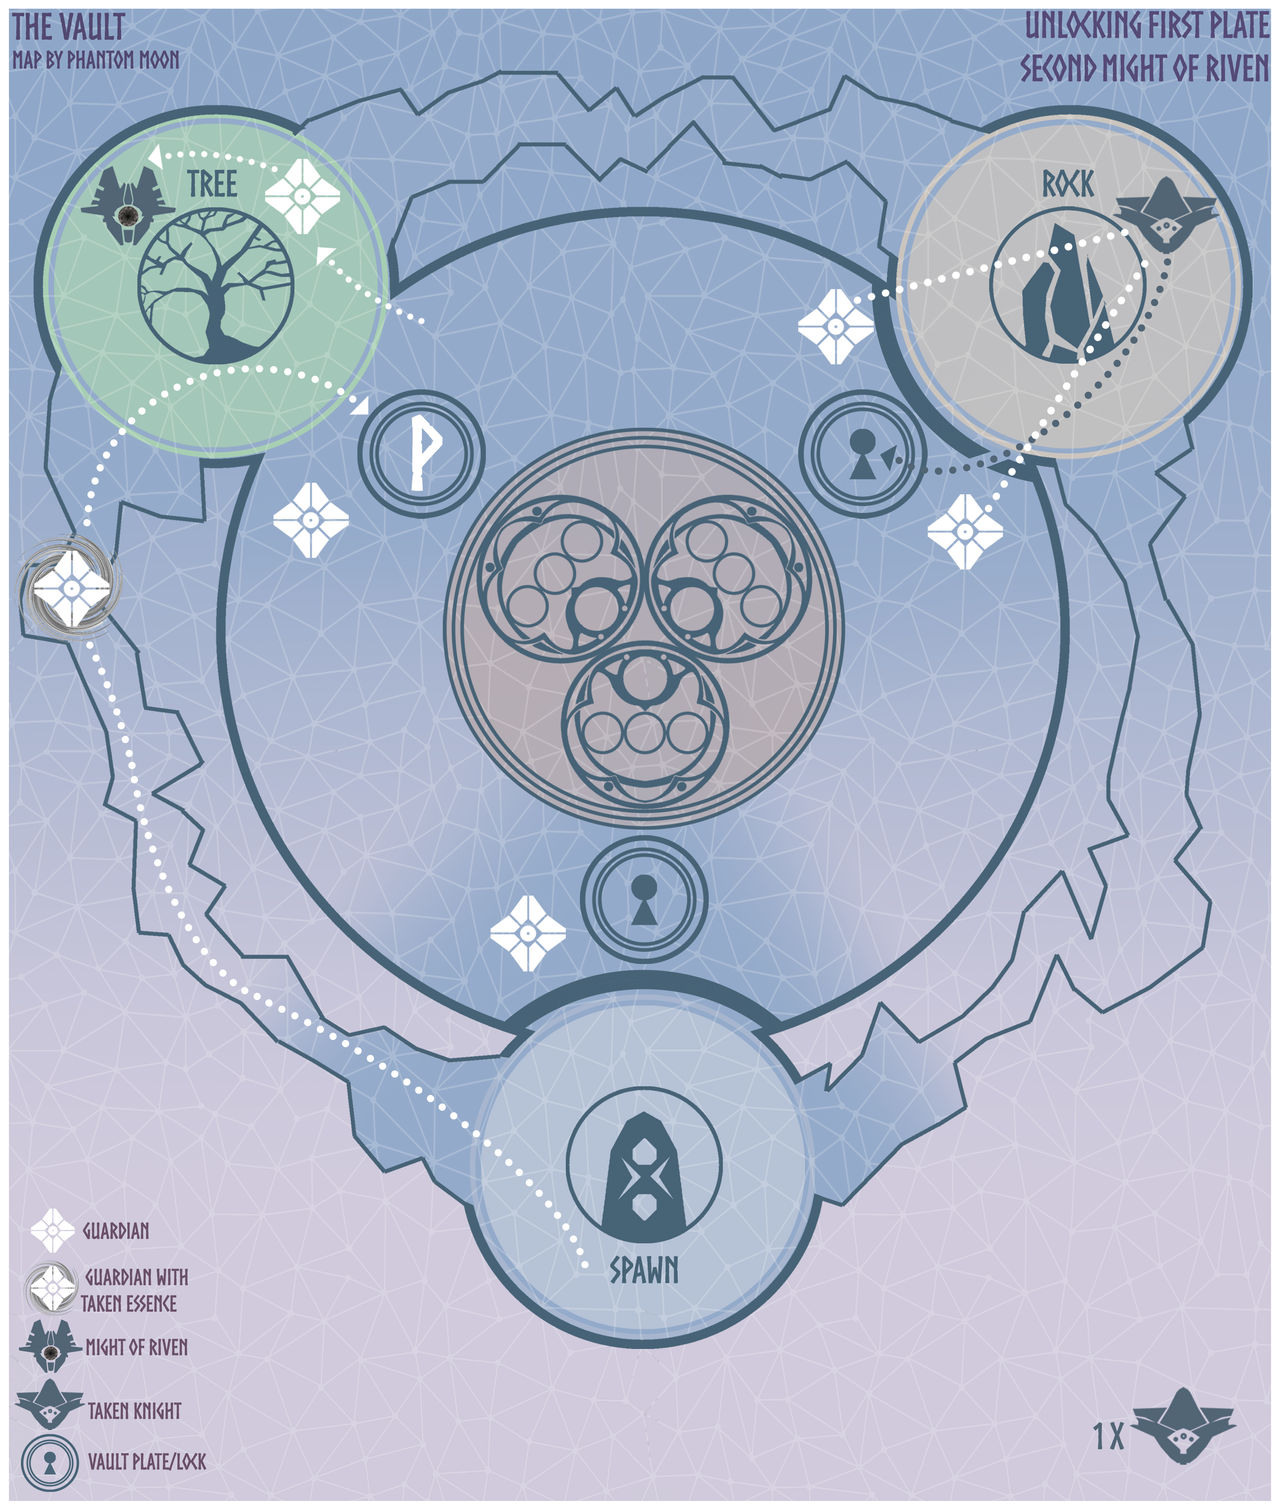 THE VAULT
MAP BY PHANTOM MOON
UNLOCKING FIRST PLATE
SECOND MIGHT OF RIVEN
TREE
ROCK
SPAWN
GUARDIAN
GUARDIAN WITH
TAKEN ESSENCE
MIGHT OF RIVEN
TAKEN KNIGHT
VAULT PLATE/LOCK
1X